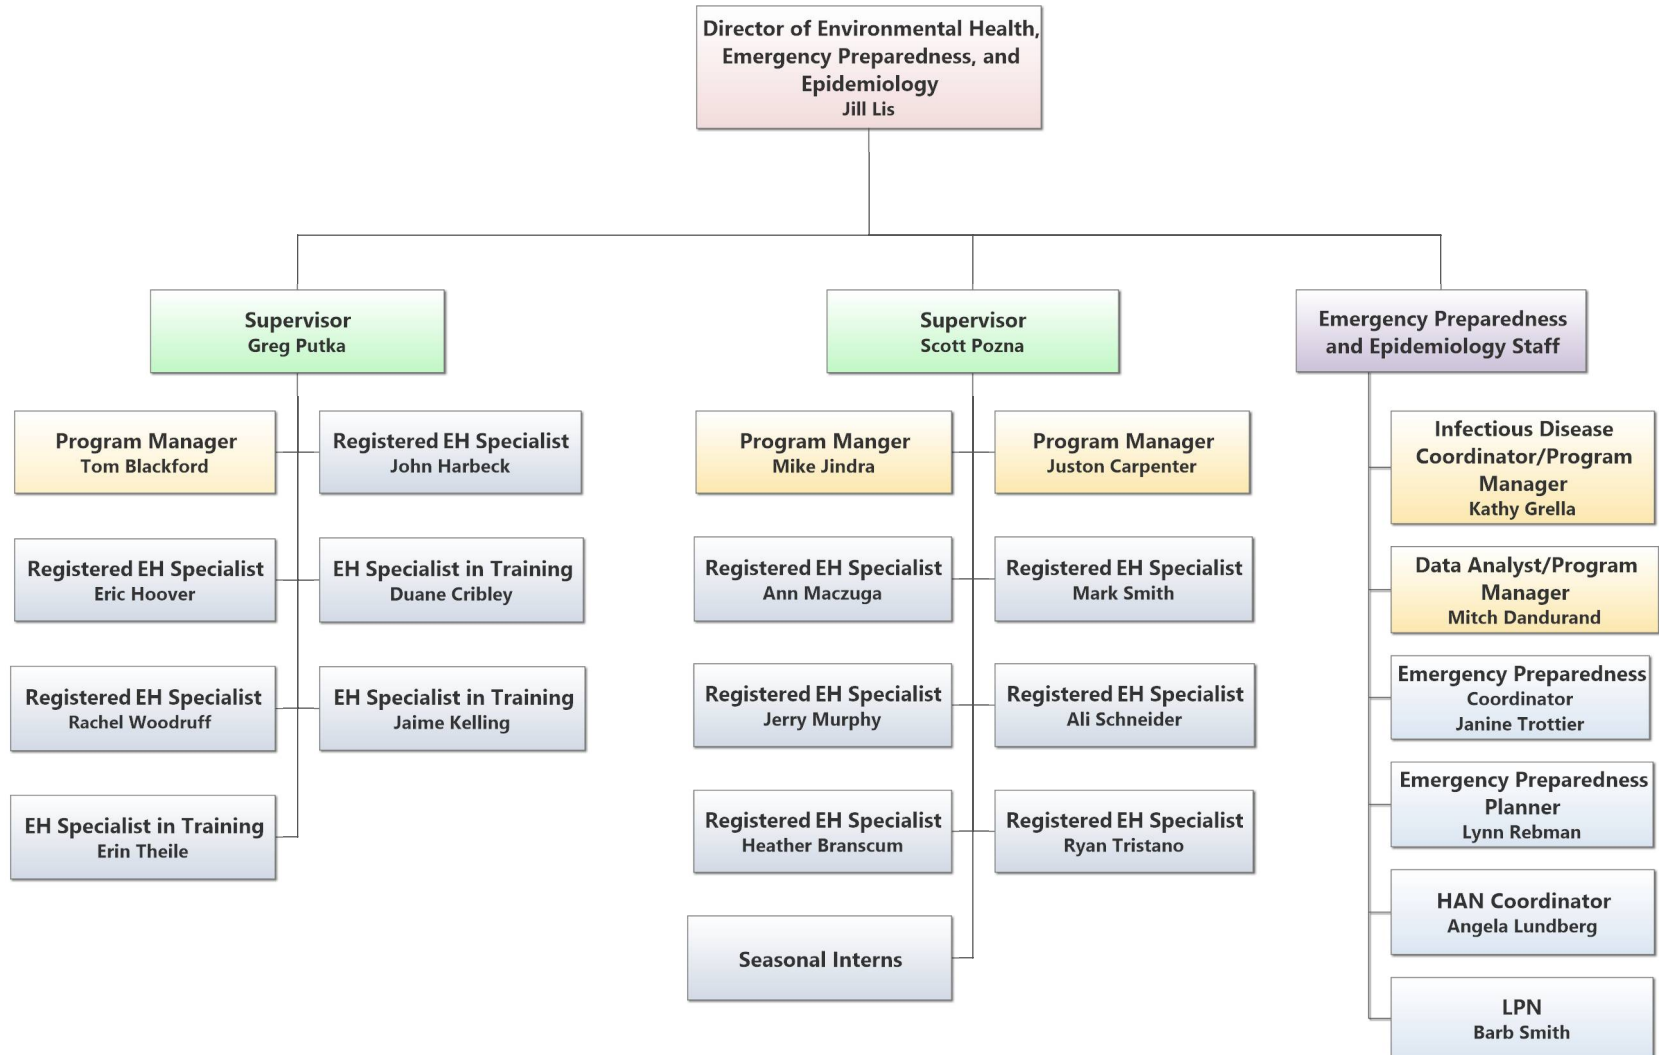 Director of Environmental Health,
Emergency Preparedness, and
Epidemiology
Jill Lis
Supervisor
Greg Putka
Supervisor
Scott Pozna
Emergency Preparedness
and Epidemiology Staff
Program Manager
Tom Blackford
Registered EH Specialist
John Harbeck
Registered EH Specialist
Eric Hoover
EH Specialist in Training
Duane Cribley
Registered EH Specialist
Rachel Woodruff
EH Specialist in Training
Jaime Kelling
EH Specialist in Training
Erin Theile
Program Manger
Mike Jindra
Program Manager
Juston Carpenter
Registered EH Specialist
Ann Maczuga
Registered EH Specialist
Mark Smith
Registered EH Specialist
Jerry Murphy
Registered EH Specialist
Ali Schneider
Registered EH Specialist
Heather Branscum
Registered EH Specialist
Ryan Tristano
Seasonal Interns
Infectious Disease
Coordinator/Program
Manager
Kathy Grella
Data Analyst/Program
Manager
Mitch Dandurand
Emergency Preparedness
Coordinator
Janine Trottier
Emergency Preparedness
Planner
Lynn Rebman
HAN Coordinator
Angela Lundberg
LPN
Barb Smith